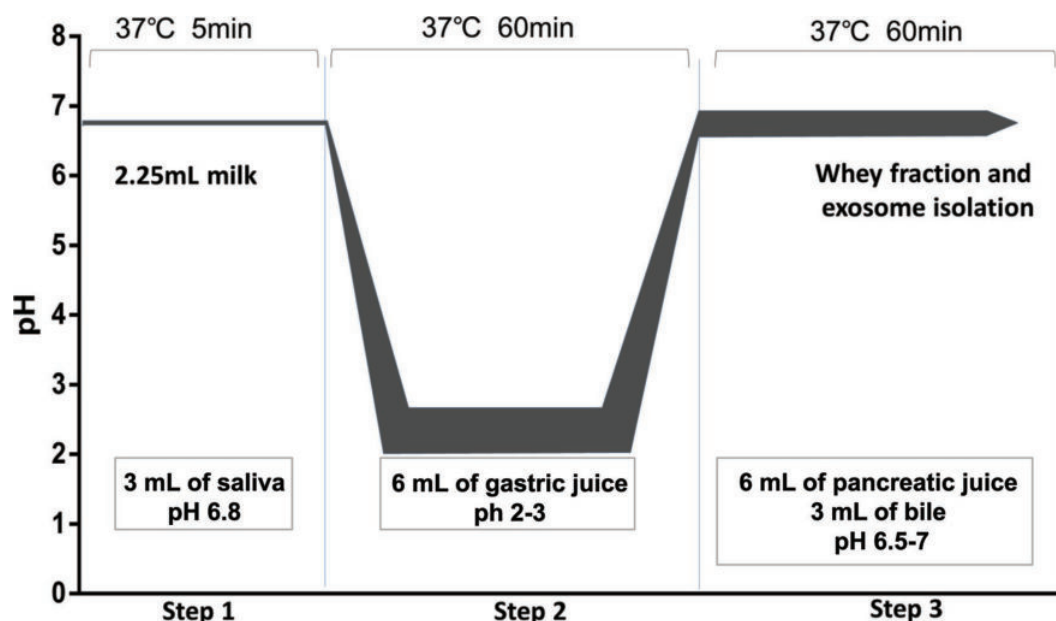 37℃ 5min
37℃ 60min
37℃ 60min
8
7
6
5
4
3
2
1
0
pH
2.25mL milk
Whey fraction and
exosome isolation
3 mL of saliva
pH 6.8
6 mL of gastric juice
ph 2-3
6 mL of pancreatic juice
3 mL of bile
pH 6.5-7
Step 1
Step 2
Step 3